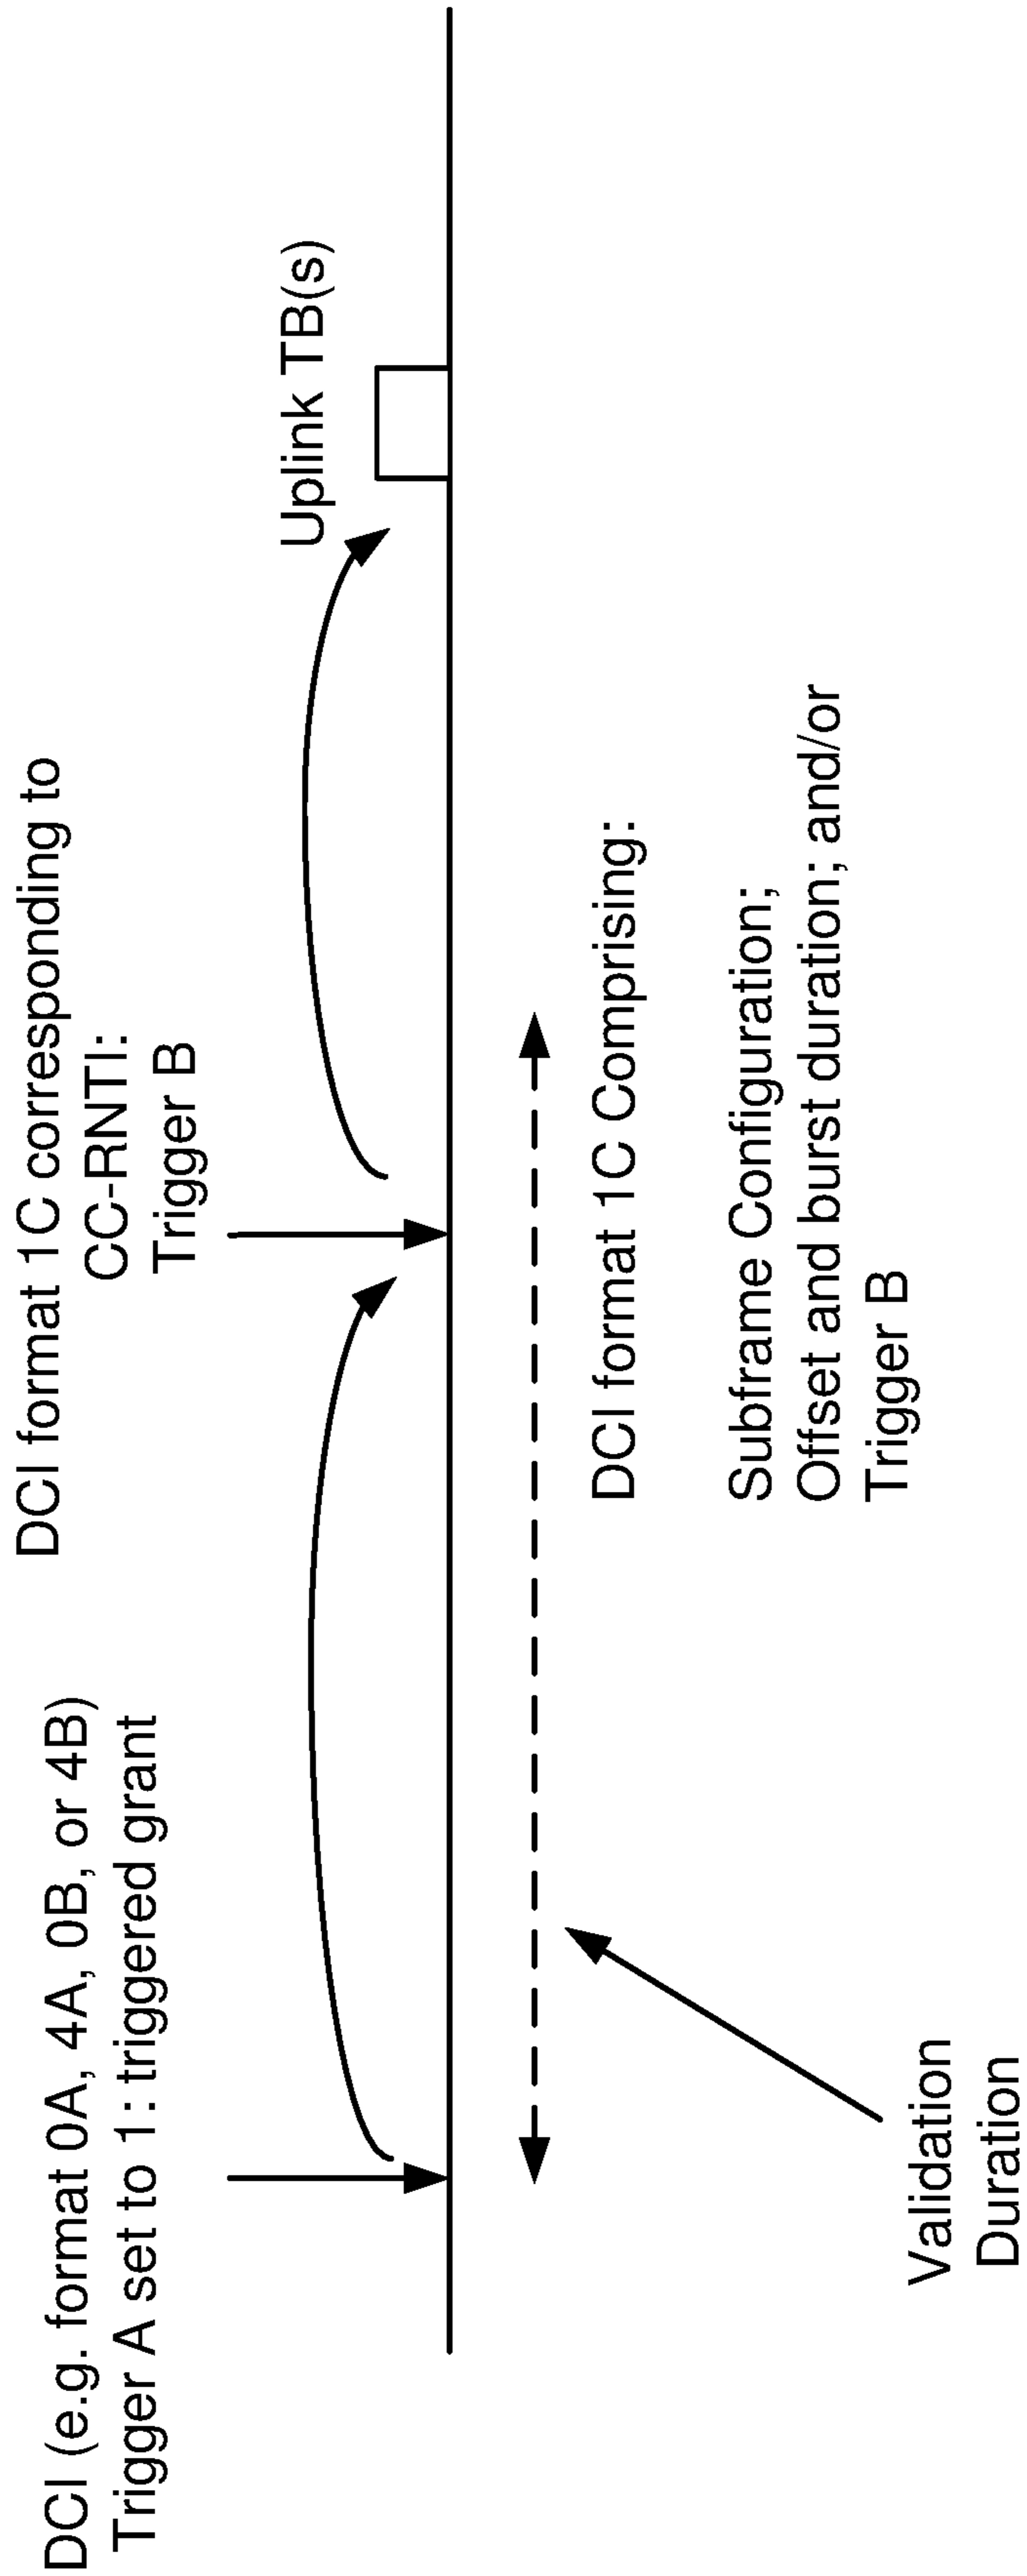 DCI (e.g. format 0A, 4A, 0B, or 4B)
Trigger A set to 1: triggered grant
DCI format 1C corresponding to
CC-RNTI:
Trigger B
Uplink TB(s)
Validation
Duration
DCI format 1C Comprising:
Subframe Configuration;
Offset and burst duration; and/or
Trigger B